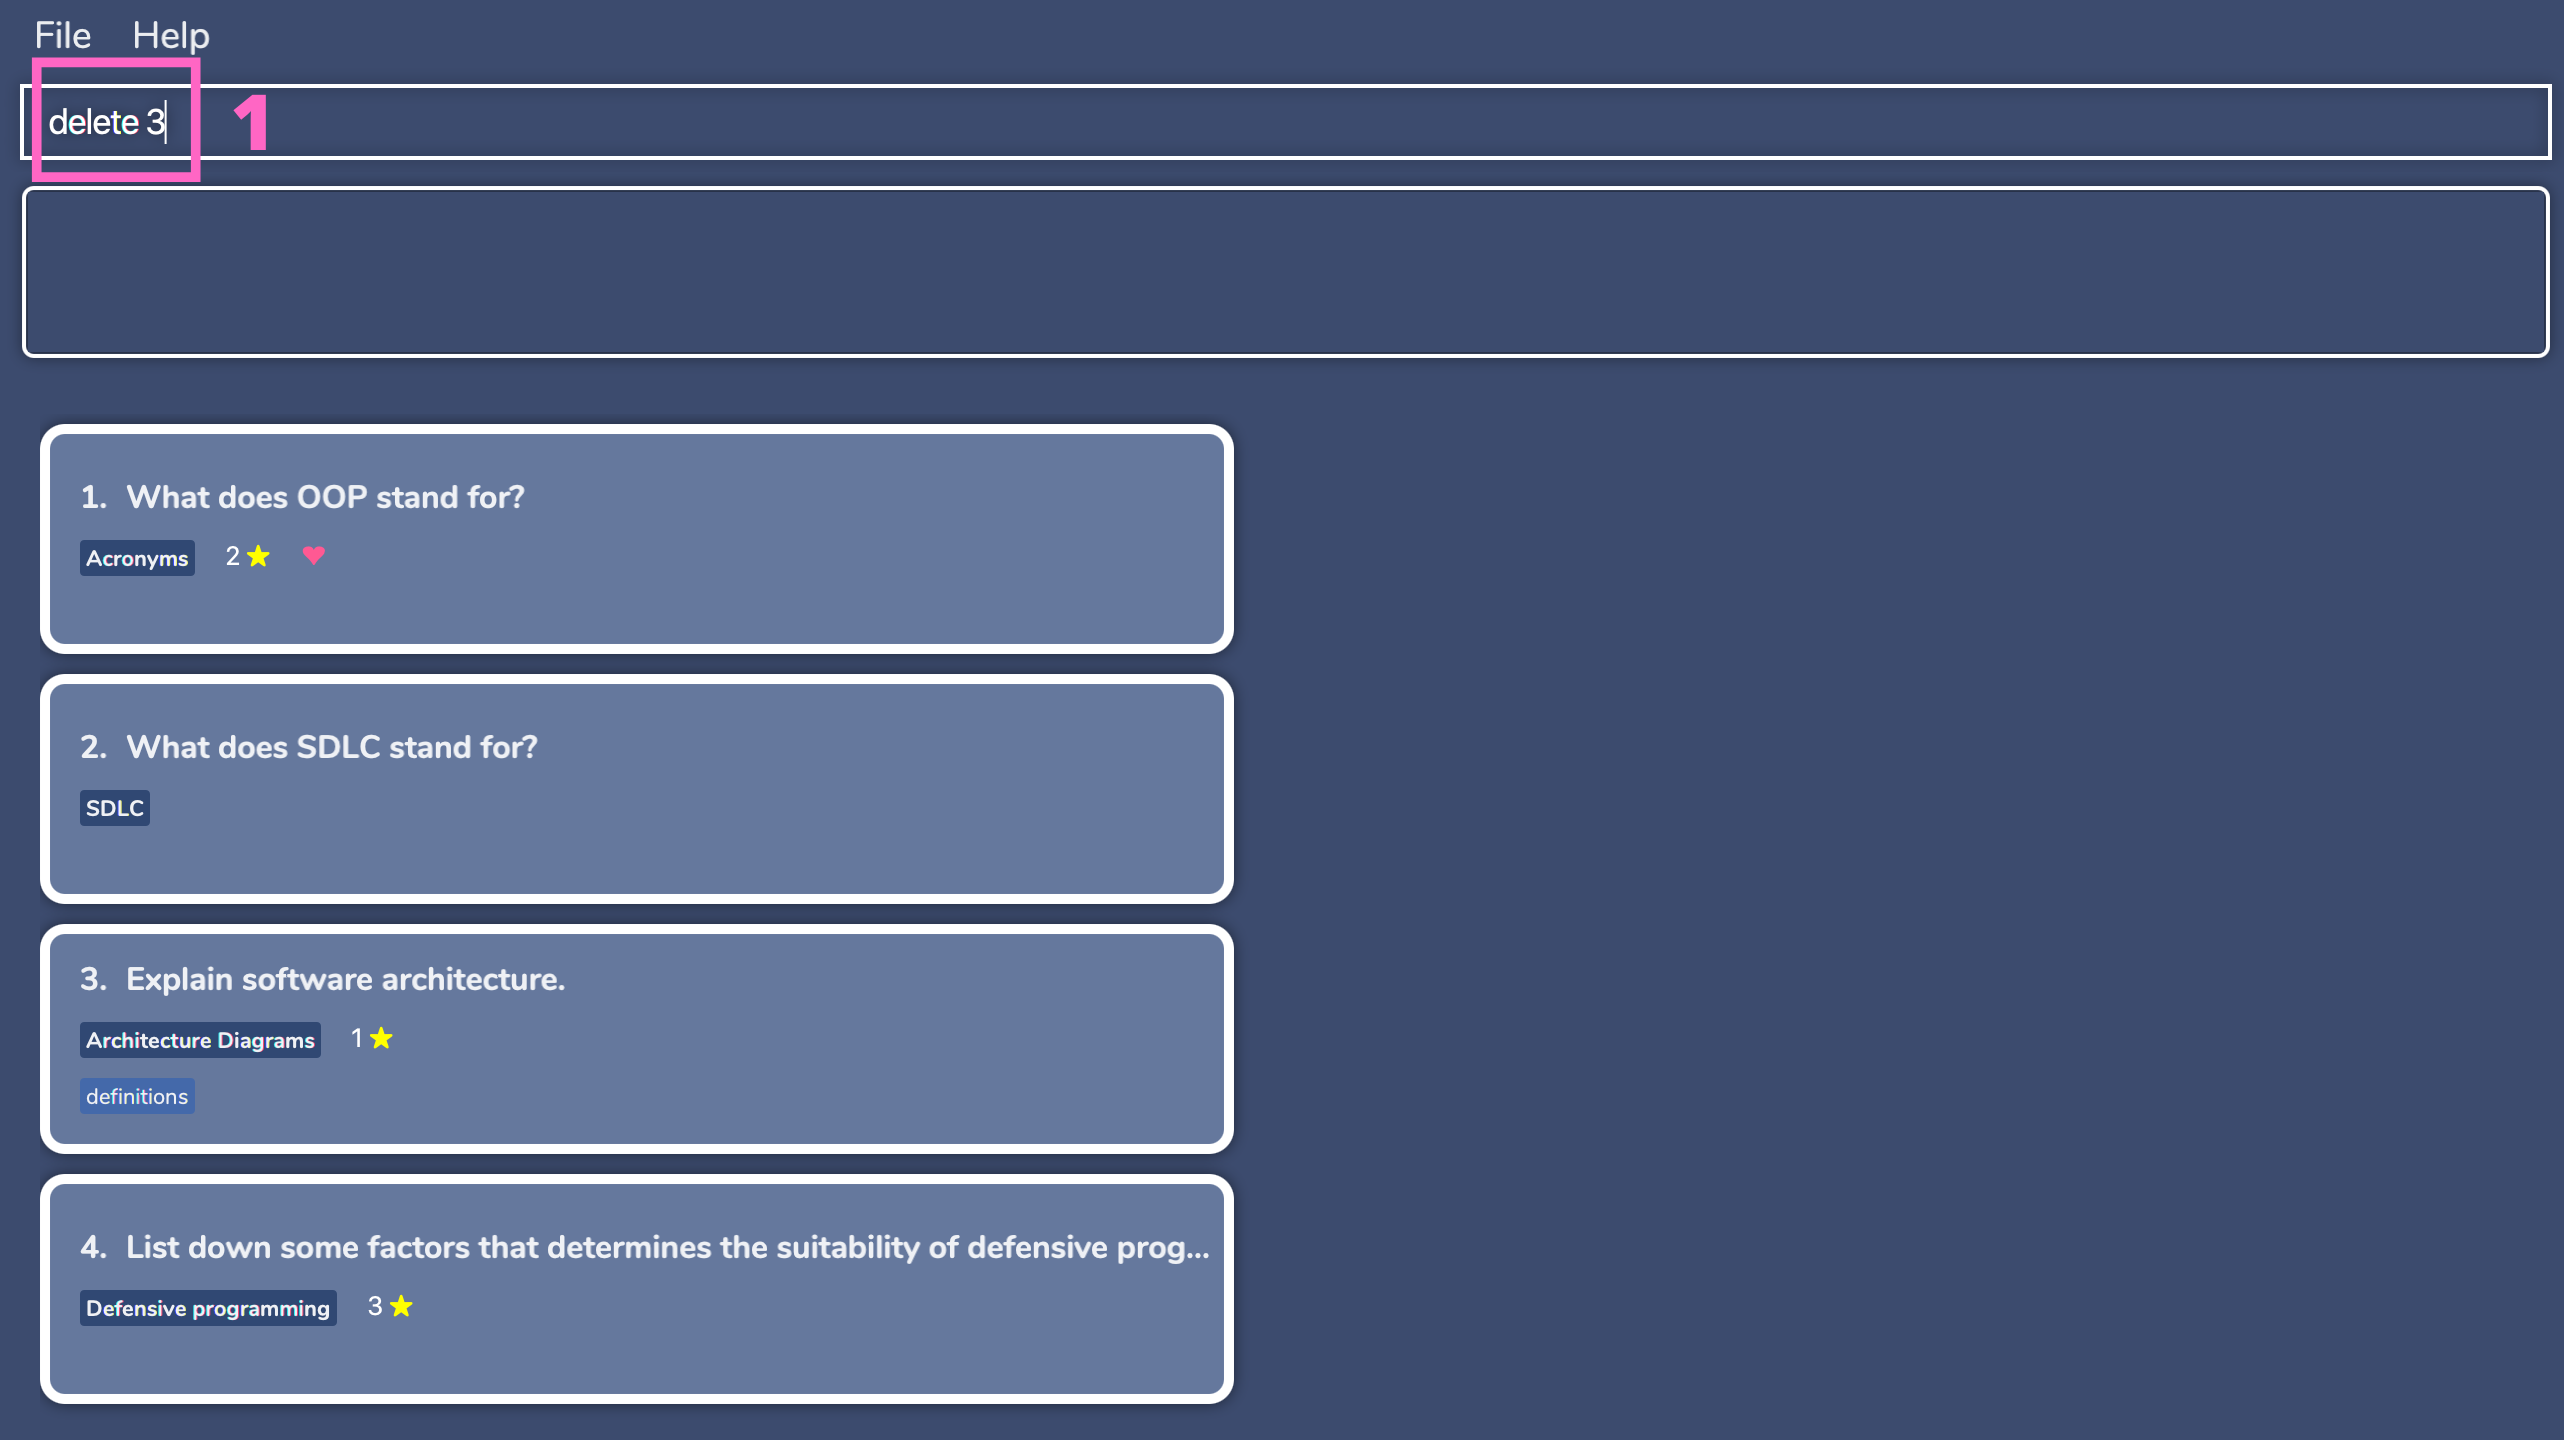 File Help
delete 3 1
1. What does OOP stand for?
Acronyms 2 ★ ♥
2. What does SDLC stand for?
SDLC
3. Explain software architecture.
Architecture Diagrams 1 ★
definitions
4. List down some factors that determines the suitability of defensive prog...
Defensive programming 3 ★